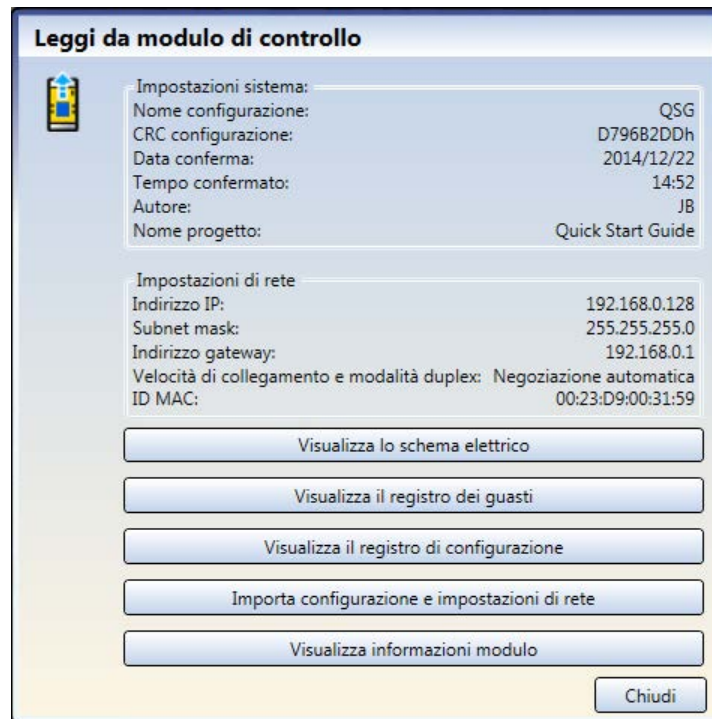 Leggi da modulo di controllo
Impostazioni sistema:
Nome configurazione: QSG
CRC configurazione: D796B2DDh
Data conferma: 2014/12/22
Tempo confermato: 14:52
Autore: JB
Nome progetto: Quick Start Guide
Impostazioni di rete
Indirizzo IP: 192.168.0.128
Subnet mask: 255.255.255.0
Indirizzo gateway: 192.168.0.1
Velocità di collegamento e modalità duplex: Negoziazione automatica
ID MAC: 00:23:D9:00:31:59
Visualizza lo schema elettrico
Visualizza il registro dei guasti
Visualizza il registro di configurazione
Importa configurazione e impostazioni di rete
Visualizza informazioni modulo
Chiudi